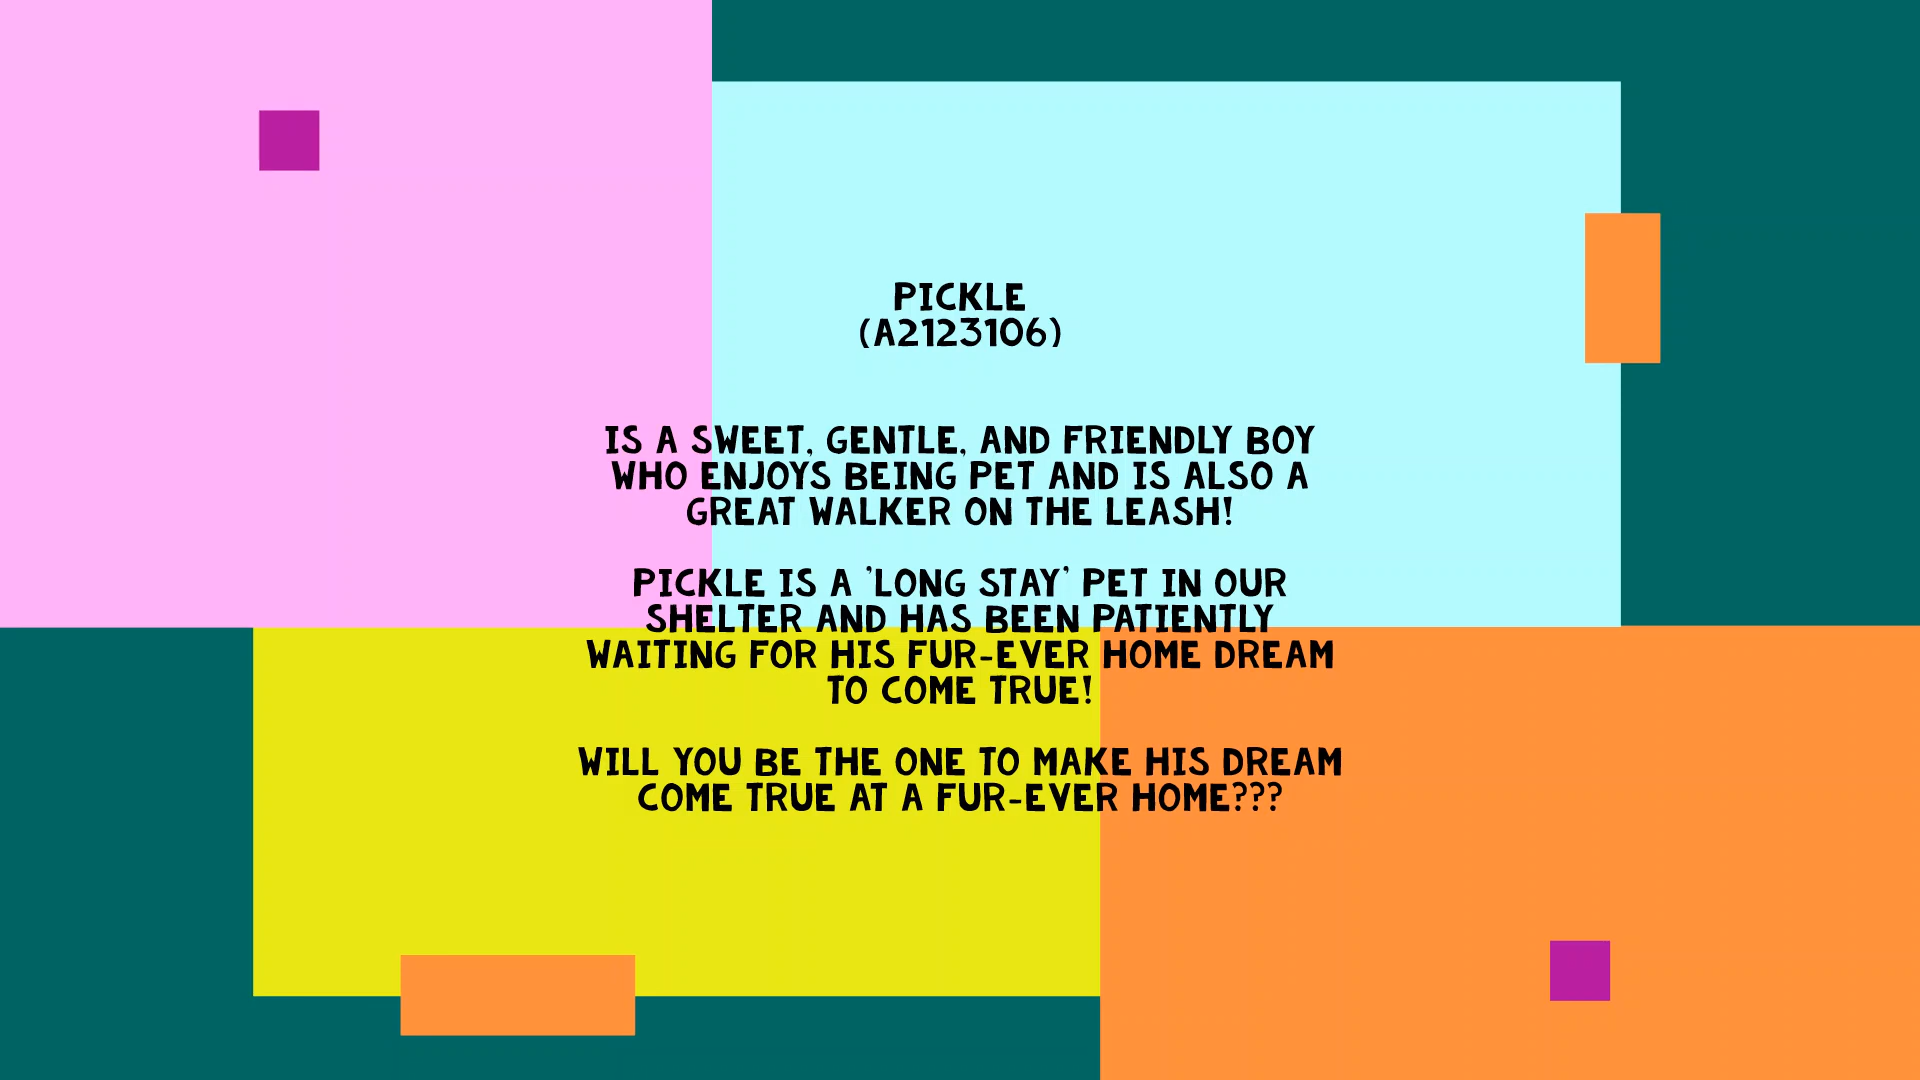 PICKLE
(A2123106)
IS A SWEET, GENTLE, AND FRIENDLY BOY
WHO ENJOYS BEING PET AND IS ALSO A
GREAT WALKER ON THE LEASH!
PICKLE IS A 'LONG STAY' PET IN OUR
SHELTER AND HAS BEEN PATIENTLY
WAITING FOR HIS FUR-EVER HOME DREAM
TO COME TRUE!
WILL YOU BE THE ONE TO MAKE HIS DREAM
COME TRUE AT A FUR-EVER HOME???